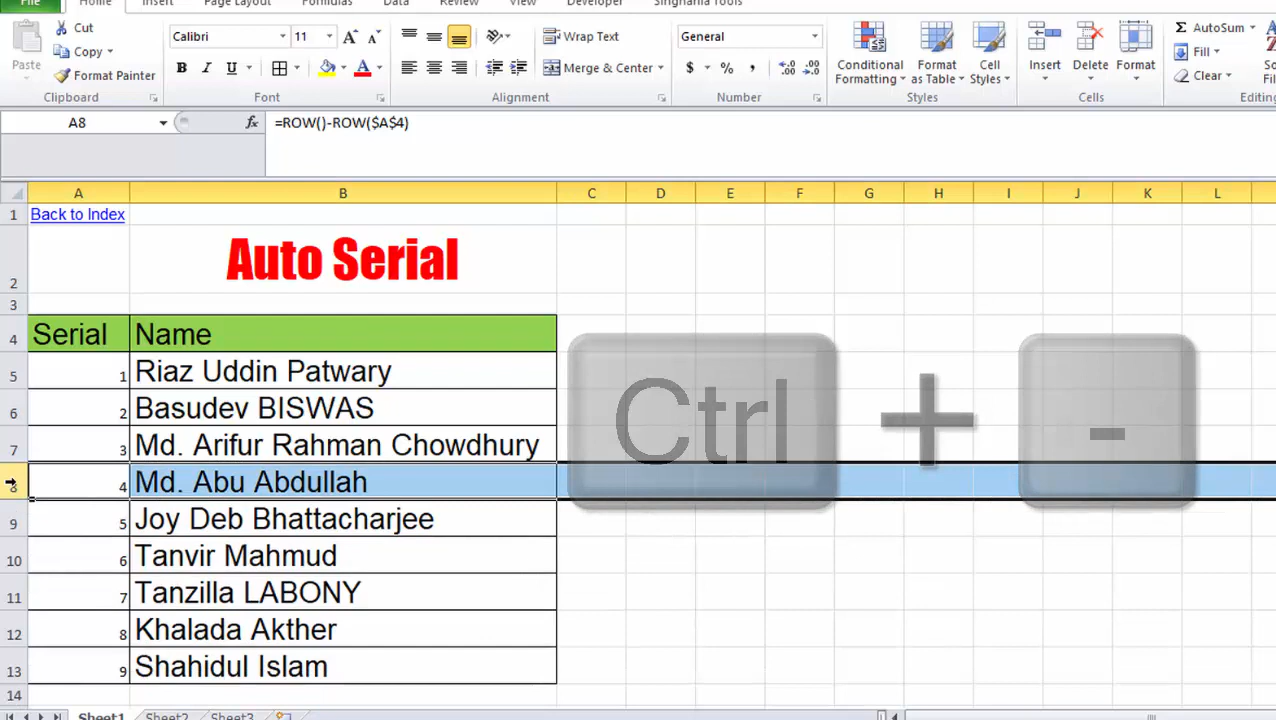 File Home Insert Page Layout Formulas Data Review View Developer Singhania Tools
Cut
Calibri 11 Wrap Text General AutoSum
Copy
Fill
Paste Conditional Format Cell Insert Delete Format
Format Painter B I U Merge & Center $ % , Formatting as Table Styles Clear
Clipboard Font Alignment Number Styles Cells Editing
A8 fx =ROW()-ROW($A$4)
A B C D E F G H I J K L
1 Back to Index
2 Auto Serial
3
4 Serial Name
5 1 Riaz Uddin Patwary
6 2 Basudev BISWAS
7 3 Md. Arifur Rahman Chowdhury
Ctrl + -
8 4 Md. Abu Abdullah
9 5 Joy Deb Bhattacharjee
10 6 Tanvir Mahmud
11 7 Tanzilla LABONY
12 8 Khalada Akther
13 9 Shahidul Islam
14
Sheet1 Sheet2 Sheet3